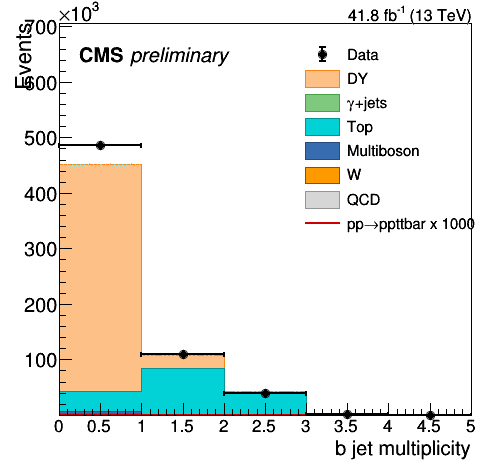 ×10³
41.8 fb⁻¹ (13 TeV)
Events
700
600
500
400
300
200
100
CMS preliminary
Data
DY
γ+jets
Top
Multiboson
W
QCD
pp→ppttbar x 1000
0 0.5 1 1.5 2 2.5 3 3.5 4 4.5 5
b jet multiplicity